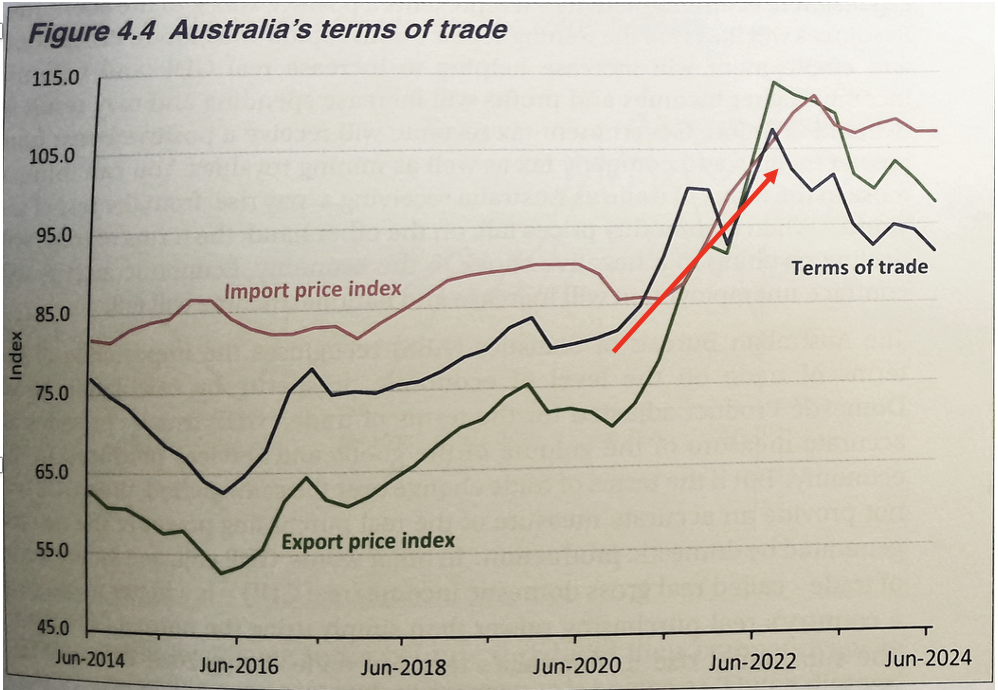 Figure 4.4 Australia's terms of trade
115.0
105.0
95.0
85.0
75.0
65.0
55.0
45.0
Index
Import price index
Terms of trade
Export price index
Jun-2014 Jun-2016 Jun-2018 Jun-2020 Jun-2022 Jun-2024